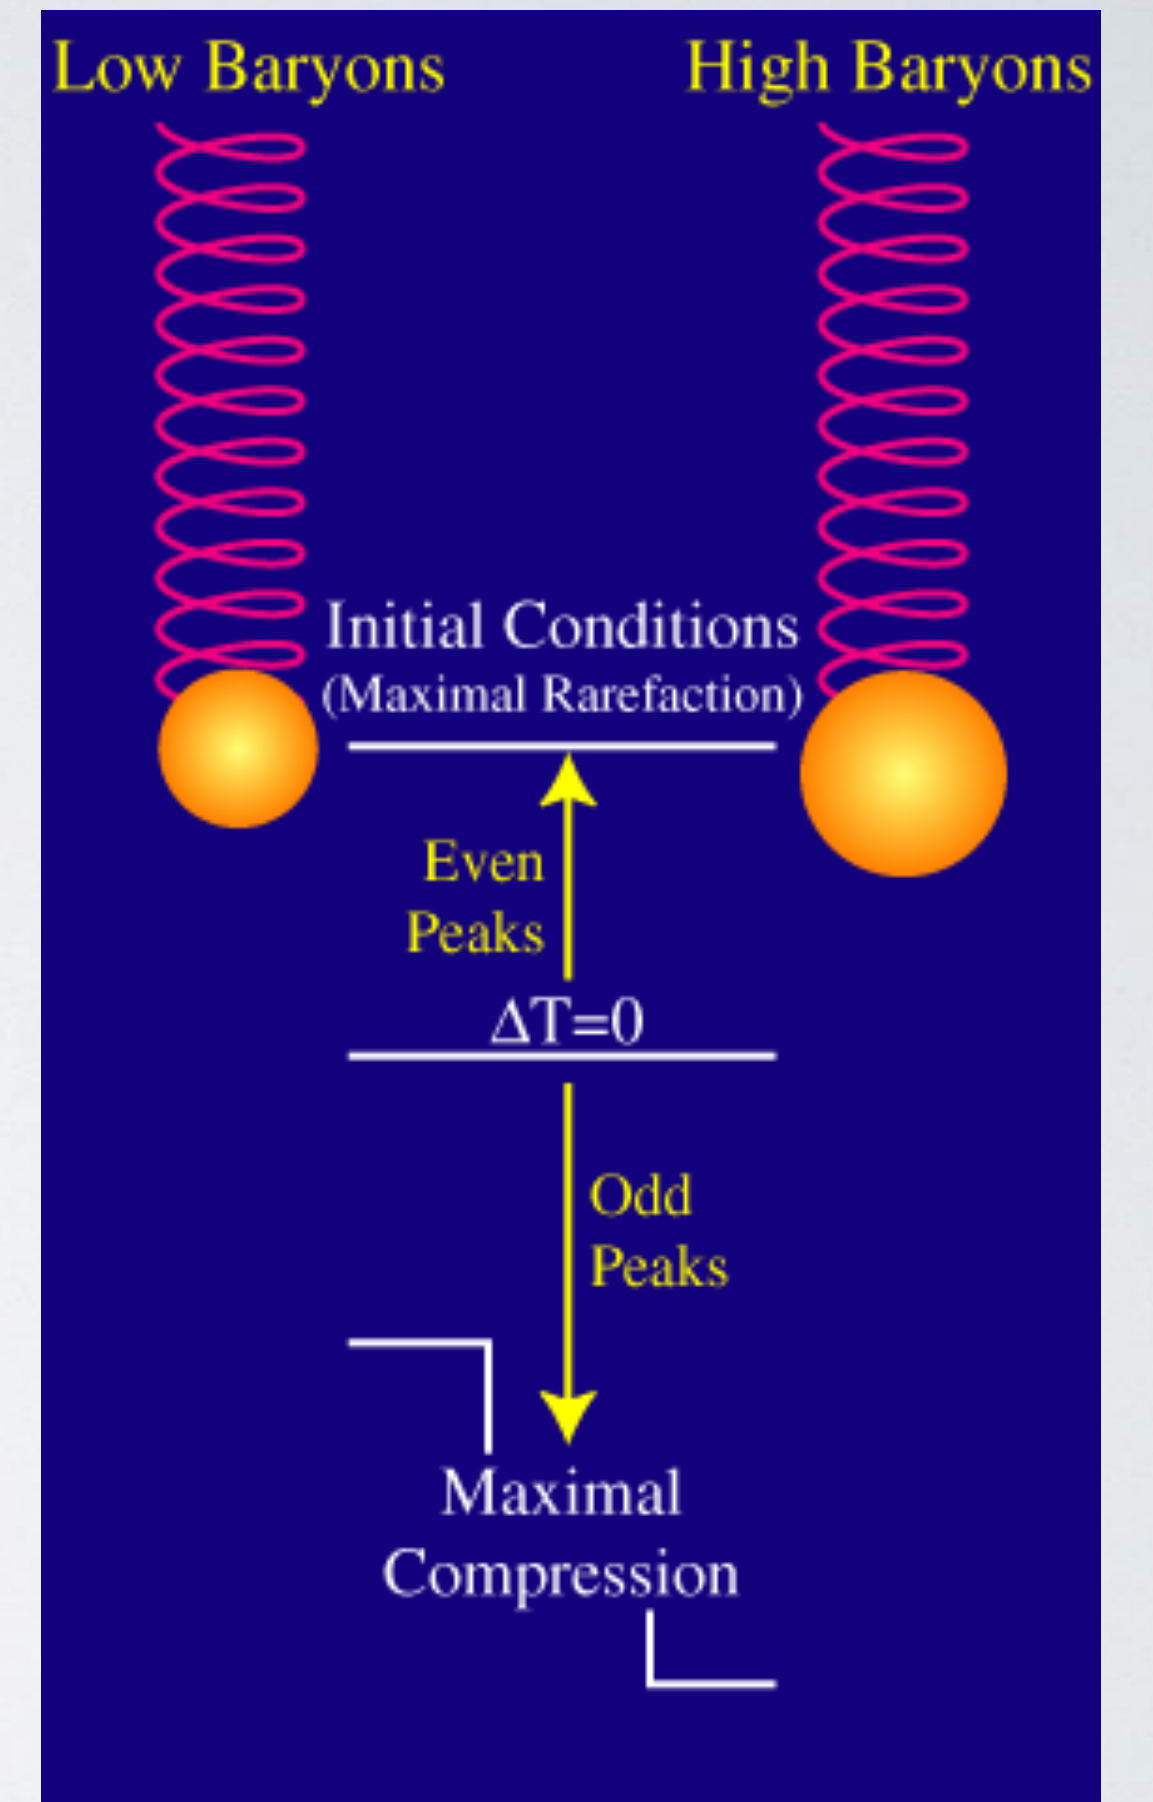 Low Baryons
High Baryons
Initial Conditions
(Maximal Rarefaction)
Even
Peaks
ΔT=0
Odd
Peaks
Maximal
Compression